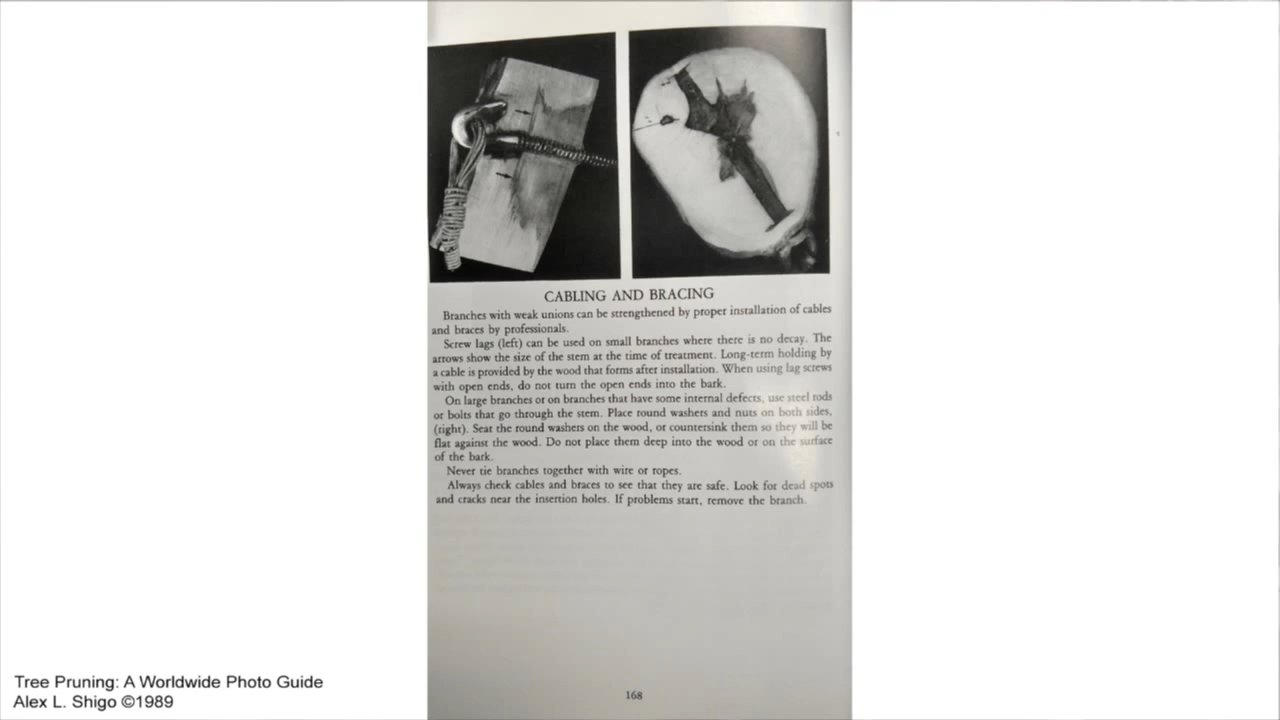 CABLING AND BRACING
Branches with weak unions can be strengthened by proper installation of cables
and braces by professionals.
Screw lags (left) can be used on small branches where there is no decay. The
arrows show the size of the stem at the time of treatment. Long-term holding by
a cable is provided by the wood that forms after installation. When using lag screws
with open ends, do not turn the open ends into the bark.
On large branches or on branches that have some internal defects, use steel rods
or bolts that go through the stem. Place round washers and nuts on both sides,
(right). Seat the round washers on the wood, or countersink them so they will be
flat against the wood. Do not place them deep into the wood or on the surface
of the bark.
Never tie branches together with wire or ropes.
Always check cables and braces to see that they are safe. Look for dead spots
and cracks near the insertion holes. If problems start, remove the branch.
168
Tree Pruning: A Worldwide Photo Guide
Alex L. Shigo ©1989